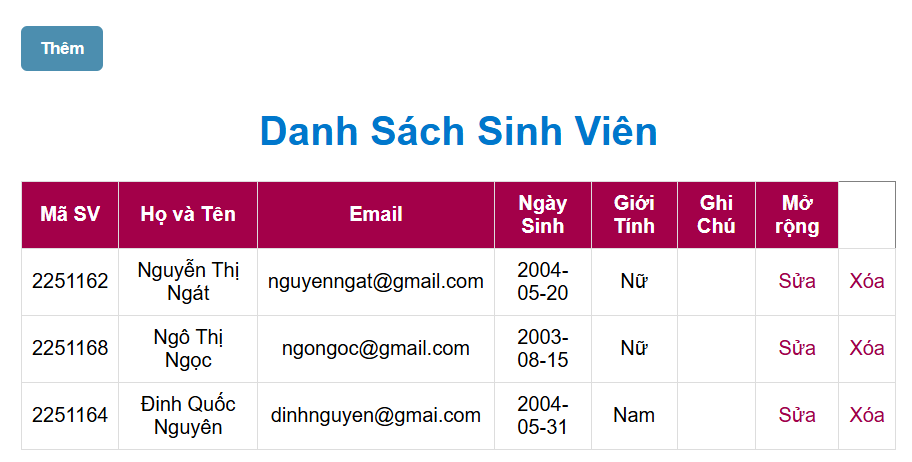 Thêm
Danh Sách Sinh Viên
Mã SV Họ và Tên Email Ngày Sinh Giới Tính Ghi Chú Mở rộng
2251162 Nguyễn Thị Ngát nguyenngat@gmail.com 2004-05-20 Nữ Sửa Xóa
2251168 Ngô Thị Ngọc ngongoc@gmail.com 2003-08-15 Nữ Sửa Xóa
2251164 Đinh Quốc Nguyên dinhnguyen@gmai.com 2004-05-31 Nam Sửa Xóa